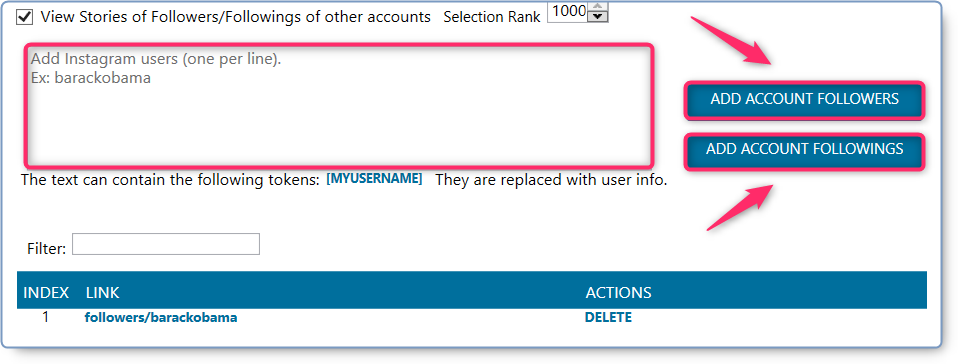 View Stories of Followers/Followings of other accounts Selection Rank 1000
Add Instagram users (one per line).
Ex: barackobama
ADD ACCOUNT FOLLOWERS
ADD ACCOUNT FOLLOWINGS
The text can contain the following tokens: [MYUSERNAME] They are replaced with user info.
Filter:
INDEX LINK ACTIONS
1 followers/barackobama DELETE